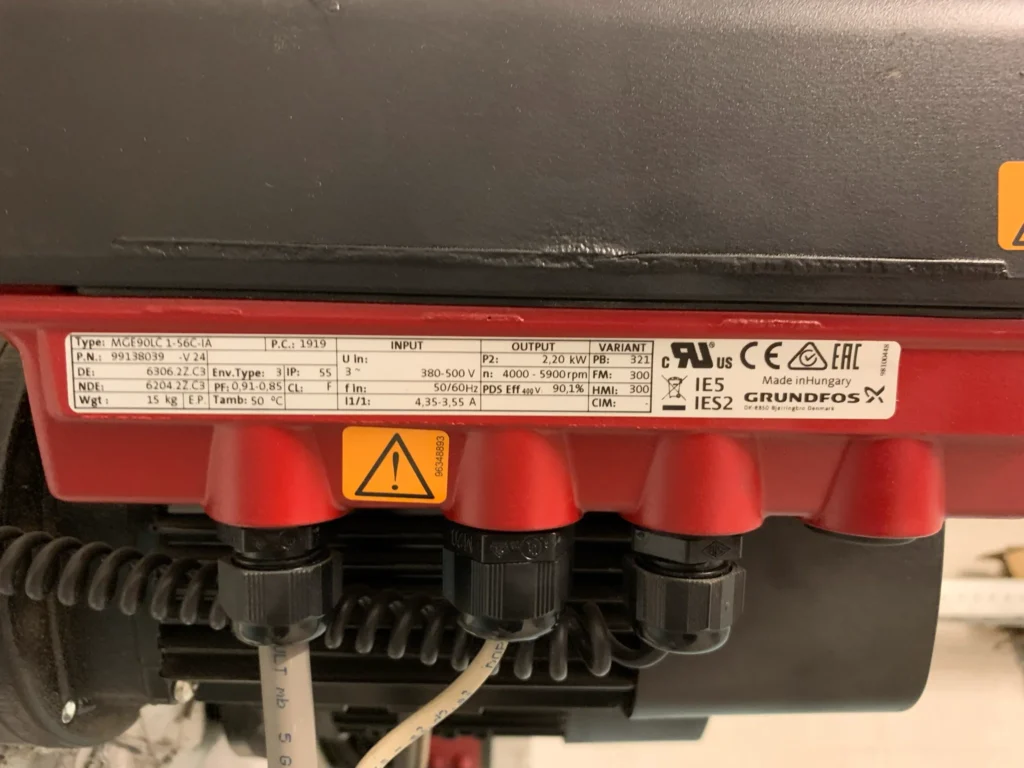 Type: MGE90LC 1-56C-IA P.C.: 1919 INPUT OUTPUT VARIANT
P.N.: 99138039 -V 24 U in: P2: 2,20 kW PB: 321
DE: 6306.2Z.C3 Env.Type: 3 IP: 55 3 ~ 380-500 V n: 4000 - 5900 rpm FM: 300
NDE: 6204.2Z.C3 PF: 0,91-0,85 CL: F f in: 50/60Hz PDS Eff 400 V 90,1% HMI: 300
Wgt : 15 kg E.P. Tamb: 50 °C I1/1: 4,35-3,55 A CIM: -
c RU US CE EAC
IE5 Made in Hungary
IES2 GRUNDFOS X
DK-8850 Bjerringbro Denmark
96348893